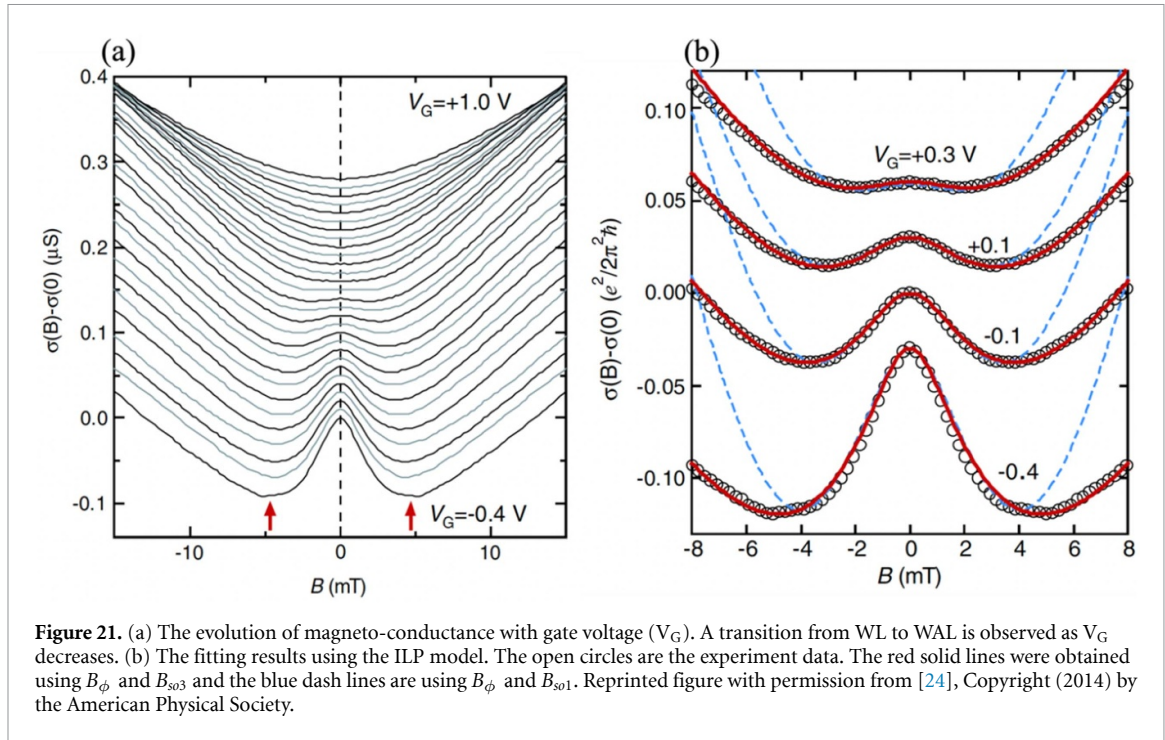 (a)
0.4
0.3
0.2
0.1
0.0
-0.1
σ(B)-σ(0) (μS)
V_G=+1.0 V
V_G=-0.4 V
-10
0
10
B (mT)
(b)
0.10
0.05
0.00
-0.05
-0.10
σ(B)-σ(0) (e²/2π²ℏ)
V_G=+0.3 V
+0.1
-0.1
-0.4
-8
-6
-4
-2
0
2
4
6
8
B (mT)
Figure 21. (a) The evolution of magneto-conductance with gate voltage (V_G). A transition from WL to WAL is observed as V_G
decreases. (b) The fitting results using the ILP model. The open circles are the experiment data. The red solid lines were obtained
using B_ϕ and B_so3 and the blue dash lines are using B_ϕ and B_so1. Reprinted figure with permission from [24], Copyright (2014) by
the American Physical Society.